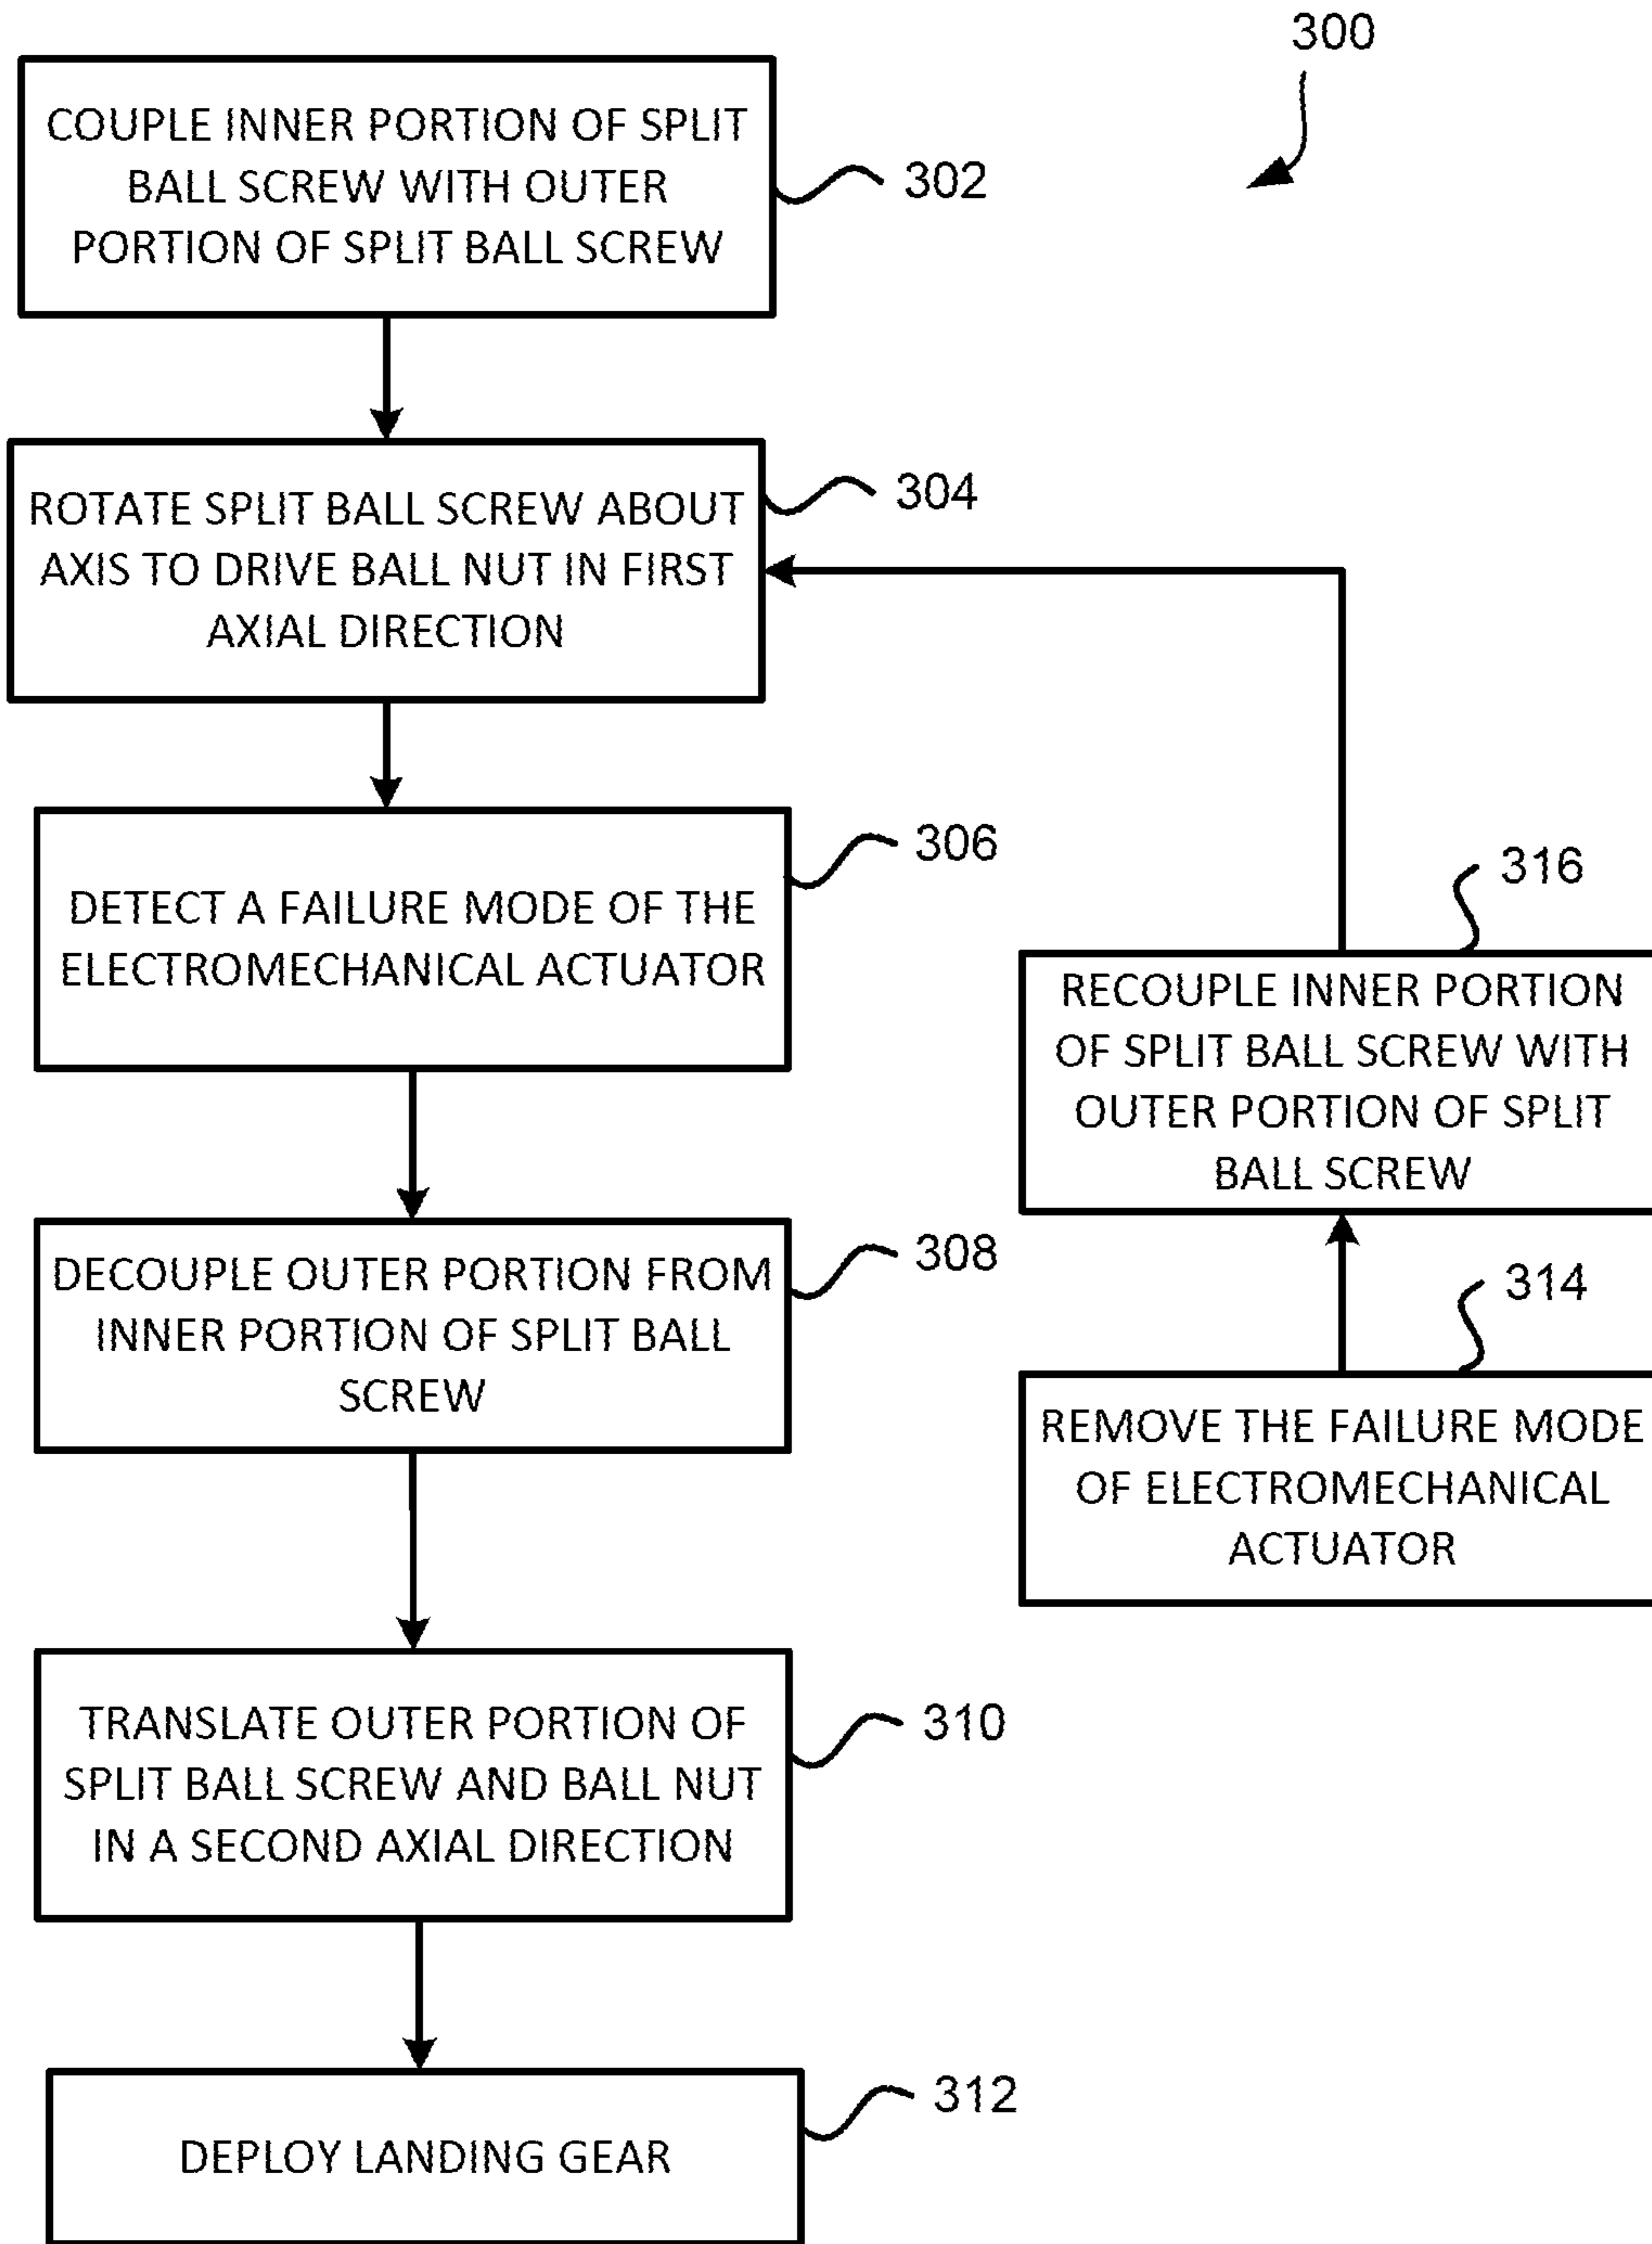 300
COUPLE INNER PORTION OF SPLIT
BALL SCREW WITH OUTER
PORTION OF SPLIT BALL SCREW
302
ROTATE SPLIT BALL SCREW ABOUT
AXIS TO DRIVE BALL NUT IN FIRST
AXIAL DIRECTION
304
DETECT A FAILURE MODE OF THE
ELECTROMECHANICAL ACTUATOR
306
DECOUPLE OUTER PORTION FROM
INNER PORTION OF SPLIT BALL
SCREW
308
TRANSLATE OUTER PORTION OF
SPLIT BALL SCREW AND BALL NUT
IN A SECOND AXIAL DIRECTION
310
DEPLOY LANDING GEAR
312
316
RECOUPLE INNER PORTION
OF SPLIT BALL SCREW WITH
OUTER PORTION OF SPLIT
BALL SCREW
314
REMOVE THE FAILURE MODE
OF ELECTROMECHANICAL
ACTUATOR